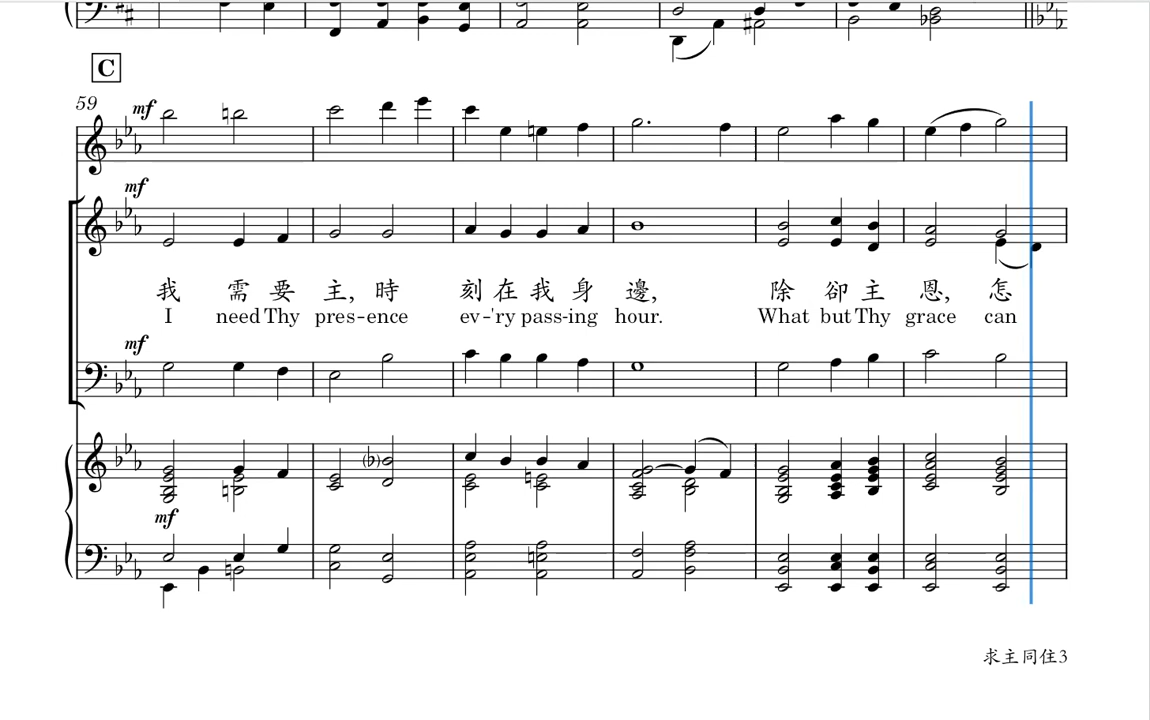 C
59
mf
mf
我 需 要 主, 時 刻 在 我 身 邊, 除 卻 主 恩, 怎
I need Thy pres-ence ev-'ry pass-ing hour. What but Thy grace can
mf
mf
求主同住3